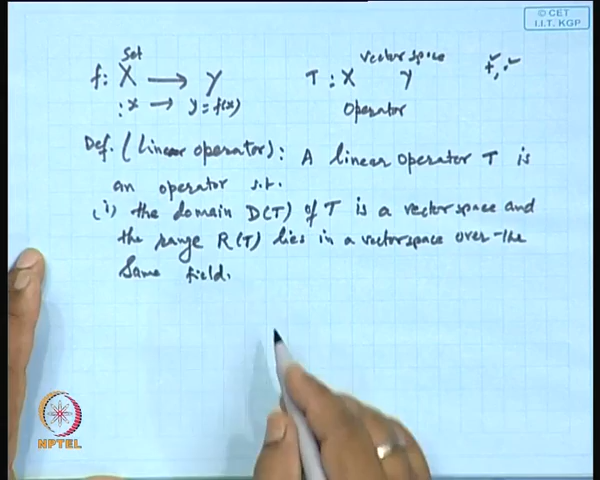 © CET
I.I.T. KGP
Set
f: X → Y
: x → y = f(x)
vector space
T : X Y
+, ·
Operator
Def. (Linear operator): A linear operator T is
an operator s.t.
(i) the domain D(T) of T is a vector space and
the range R(T) lies in a vector space over the
Same field.
NPTEL